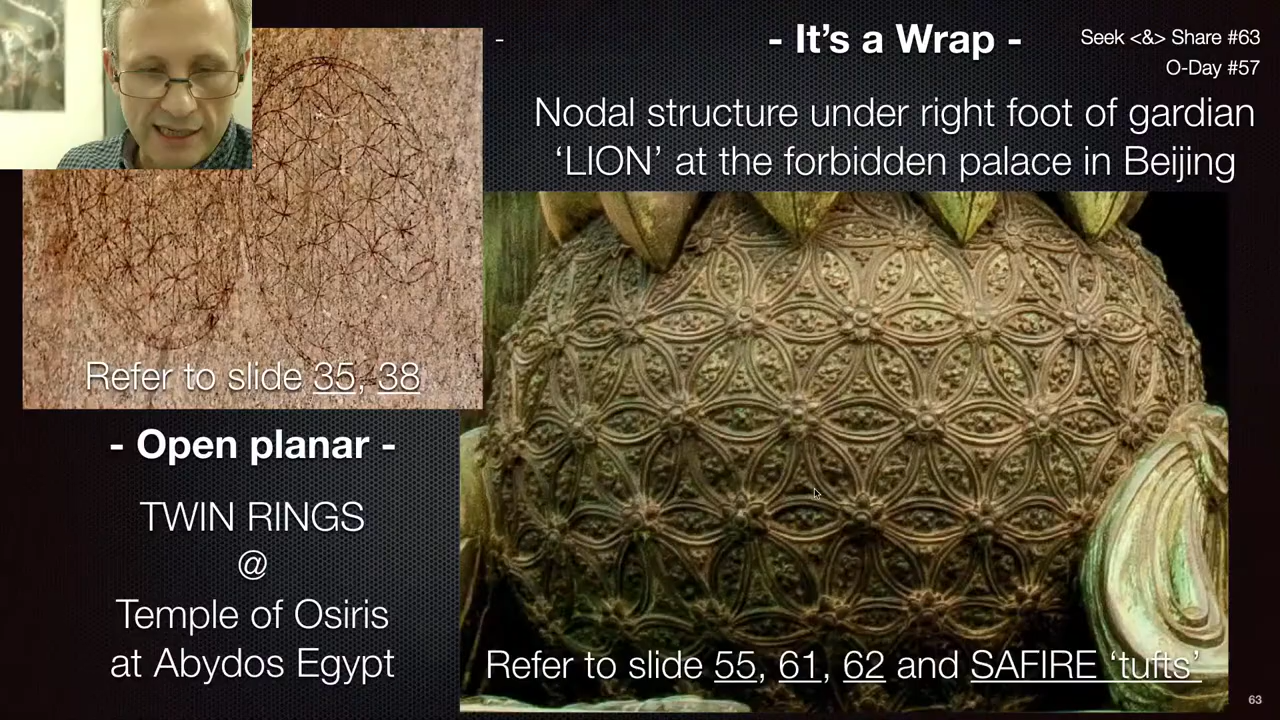 -
- It's a Wrap -
Seek <&> Share #63
O-Day #57
Nodal structure under right foot of gardian
‘LION’ at the forbidden palace in Beijing
Refer to slide 35, 38
- Open planar -
TWIN RINGS
@
Temple of Osiris
at Abydos Egypt
Refer to slide 55, 61, 62 and SAFIRE ‘tufts’
63